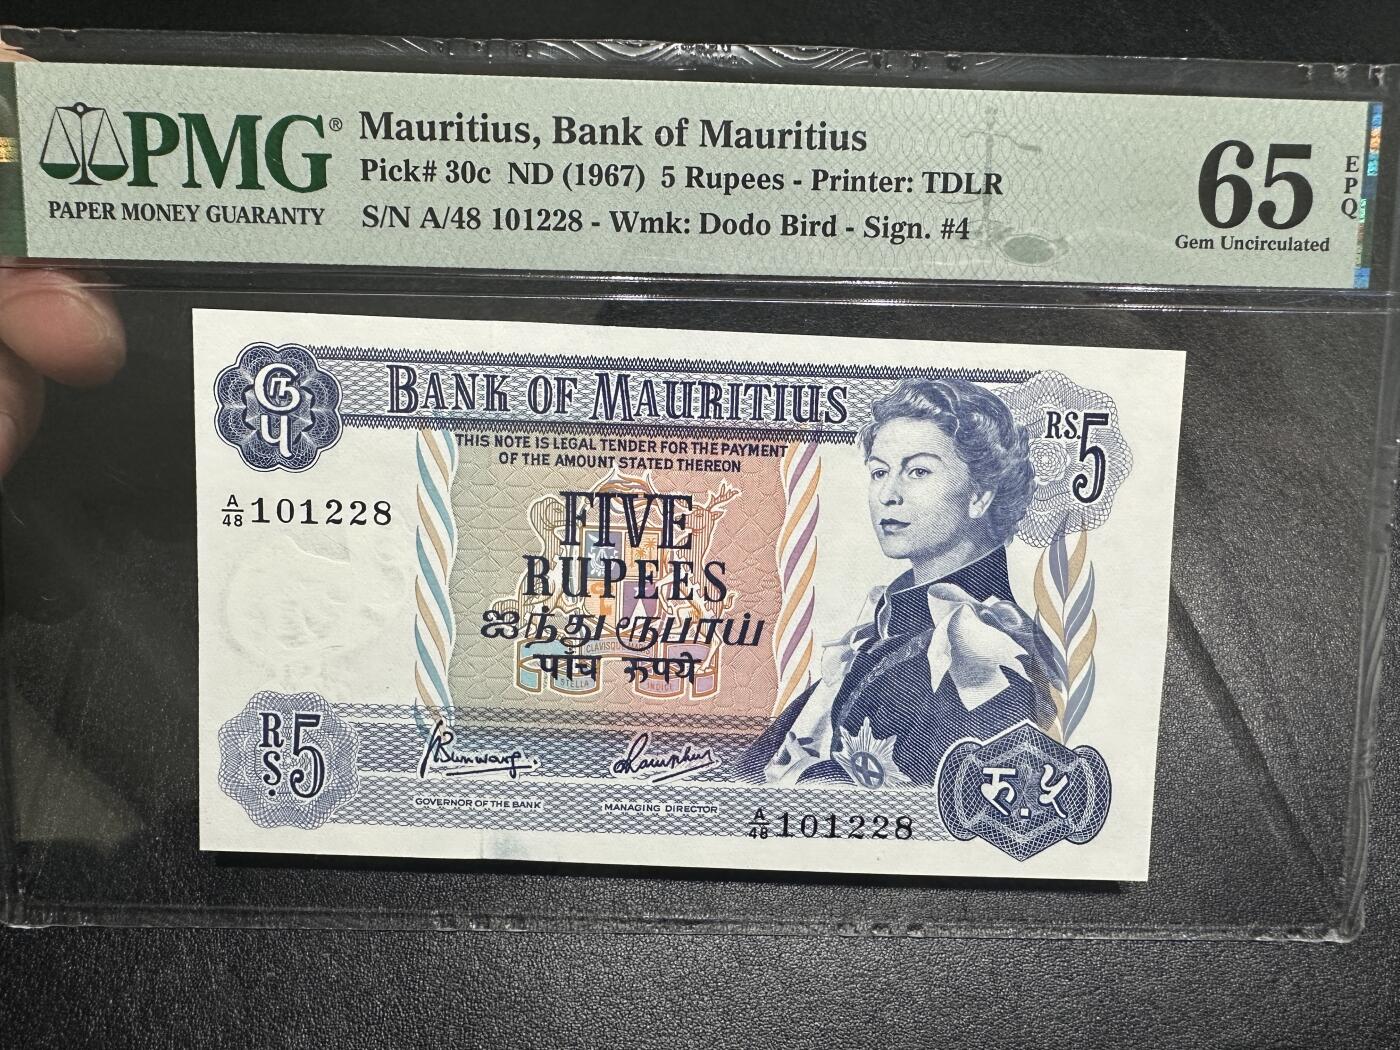 PMG®
PAPER MONEY GUARANTY
Mauritius, Bank of Mauritius
Pick# 30c ND (1967) 5 Rupees - Printer: TDLR
S/N A/48 101228 - Wmk: Dodo Bird - Sign. #4
65
EPQ
Gem Uncirculated
BANK OF MAURITIUS
RS.5
THIS NOTE IS LEGAL TENDER FOR THE PAYMENT
OF THE AMOUNT STATED THEREON
A/48 101228
FIVE
RUPEES
ஐந்து ரூபாய்
पाँच रूपये
STELLA
RS.5
GOVERNOR OF THE BANK
MANAGING DIRECTOR
A/48 101228
रु.५